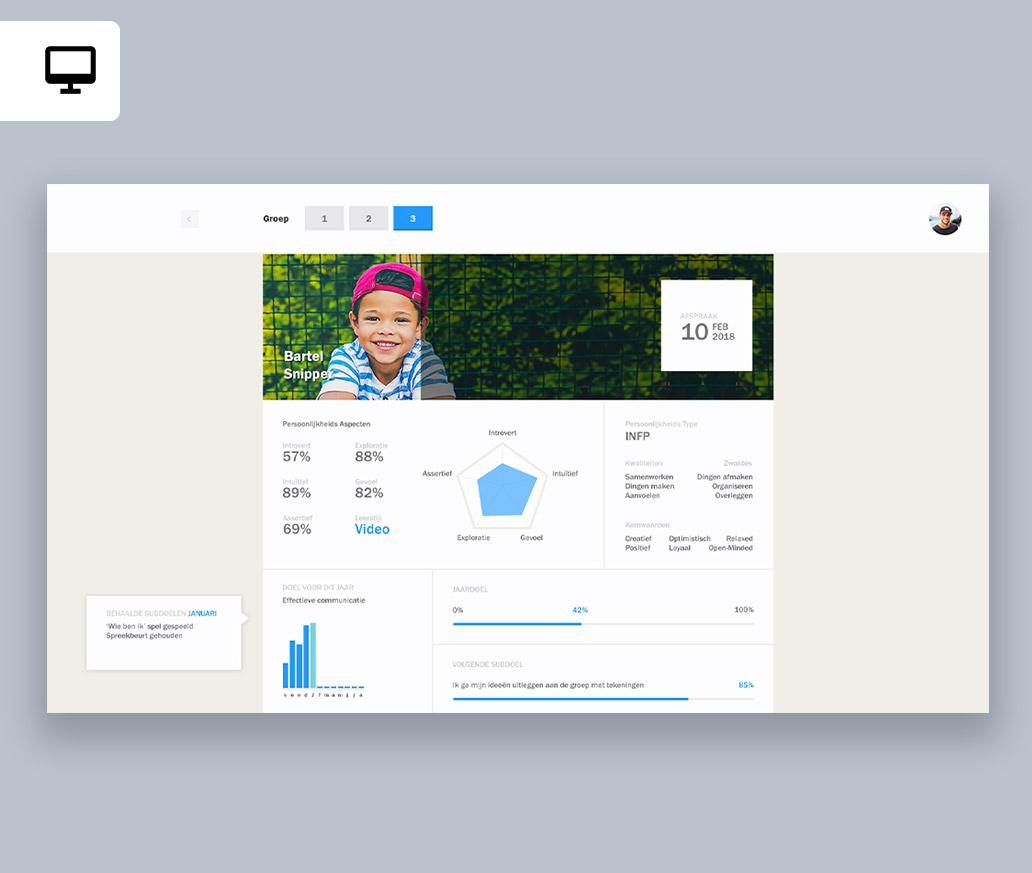 Groep 1 2 3
Bartel
Snipper
AFSPRAAK
10 FEB
2018
Persoonlijkheids Aspecten
Introvert Exploratie
57% 88%
Intuïtief Gevoel
89% 82%
Assertief Leerstijl
69% Video
Introvert
Assertief Intuïtief
Exploratie Gevoel
Persoonlijkheids Type
INFP
Kwaliteiten Zwaktes
Samenwerken Dingen afmaken
Dingen maken Organiseren
Aanvoelen Overleggen
Kernwaarden
Creatief Optimistisch Relaxed
Positief Loyaal Open-Minded
BEHAALDE SUBDOELEN JANUARI
'Wie ben ik' spel gespeeld
Spreekbeurt gehouden
DOEL VOOR DIT JAAR
Effectieve communicatie
s o n d j f m a m j j a
JAARDOEL
0% 42% 100%
VOLGENDE SUBDOEL
Ik ga mijn ideeën uitleggen aan de groep met tekeningen 85%